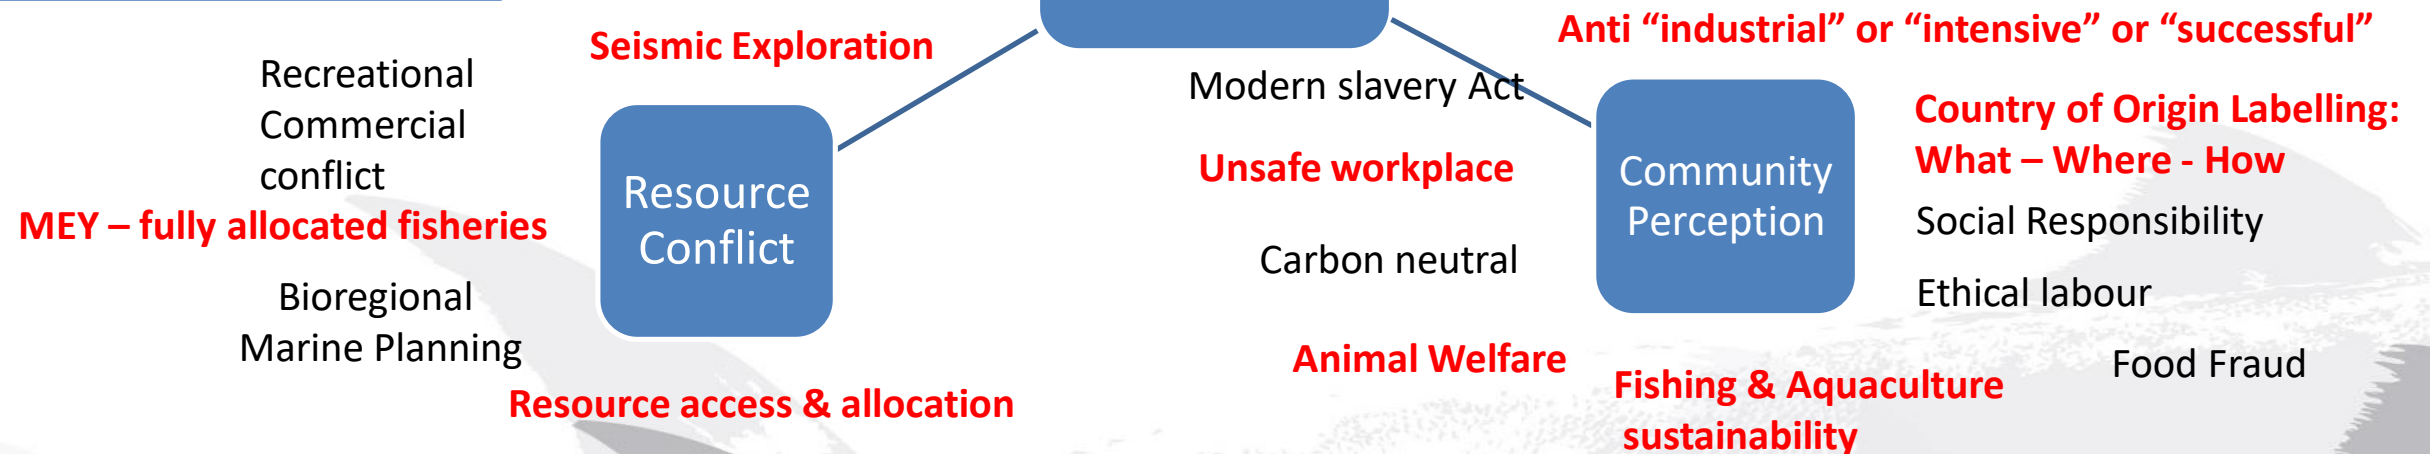 Seismic Exploration
Recreational
Commercial
conflict
MEY – fully allocated fisheries
Bioregional
Marine Planning
Resource
Conflict
Resource access & allocation
Anti “industrial” or “intensive” or “successful”
Modern slavery Act
Unsafe workplace
Carbon neutral
Animal Welfare
Community
Perception
Country of Origin Labelling:
What – Where - How
Social Responsibility
Ethical labour
Food Fraud
Fishing & Aquaculture
sustainability